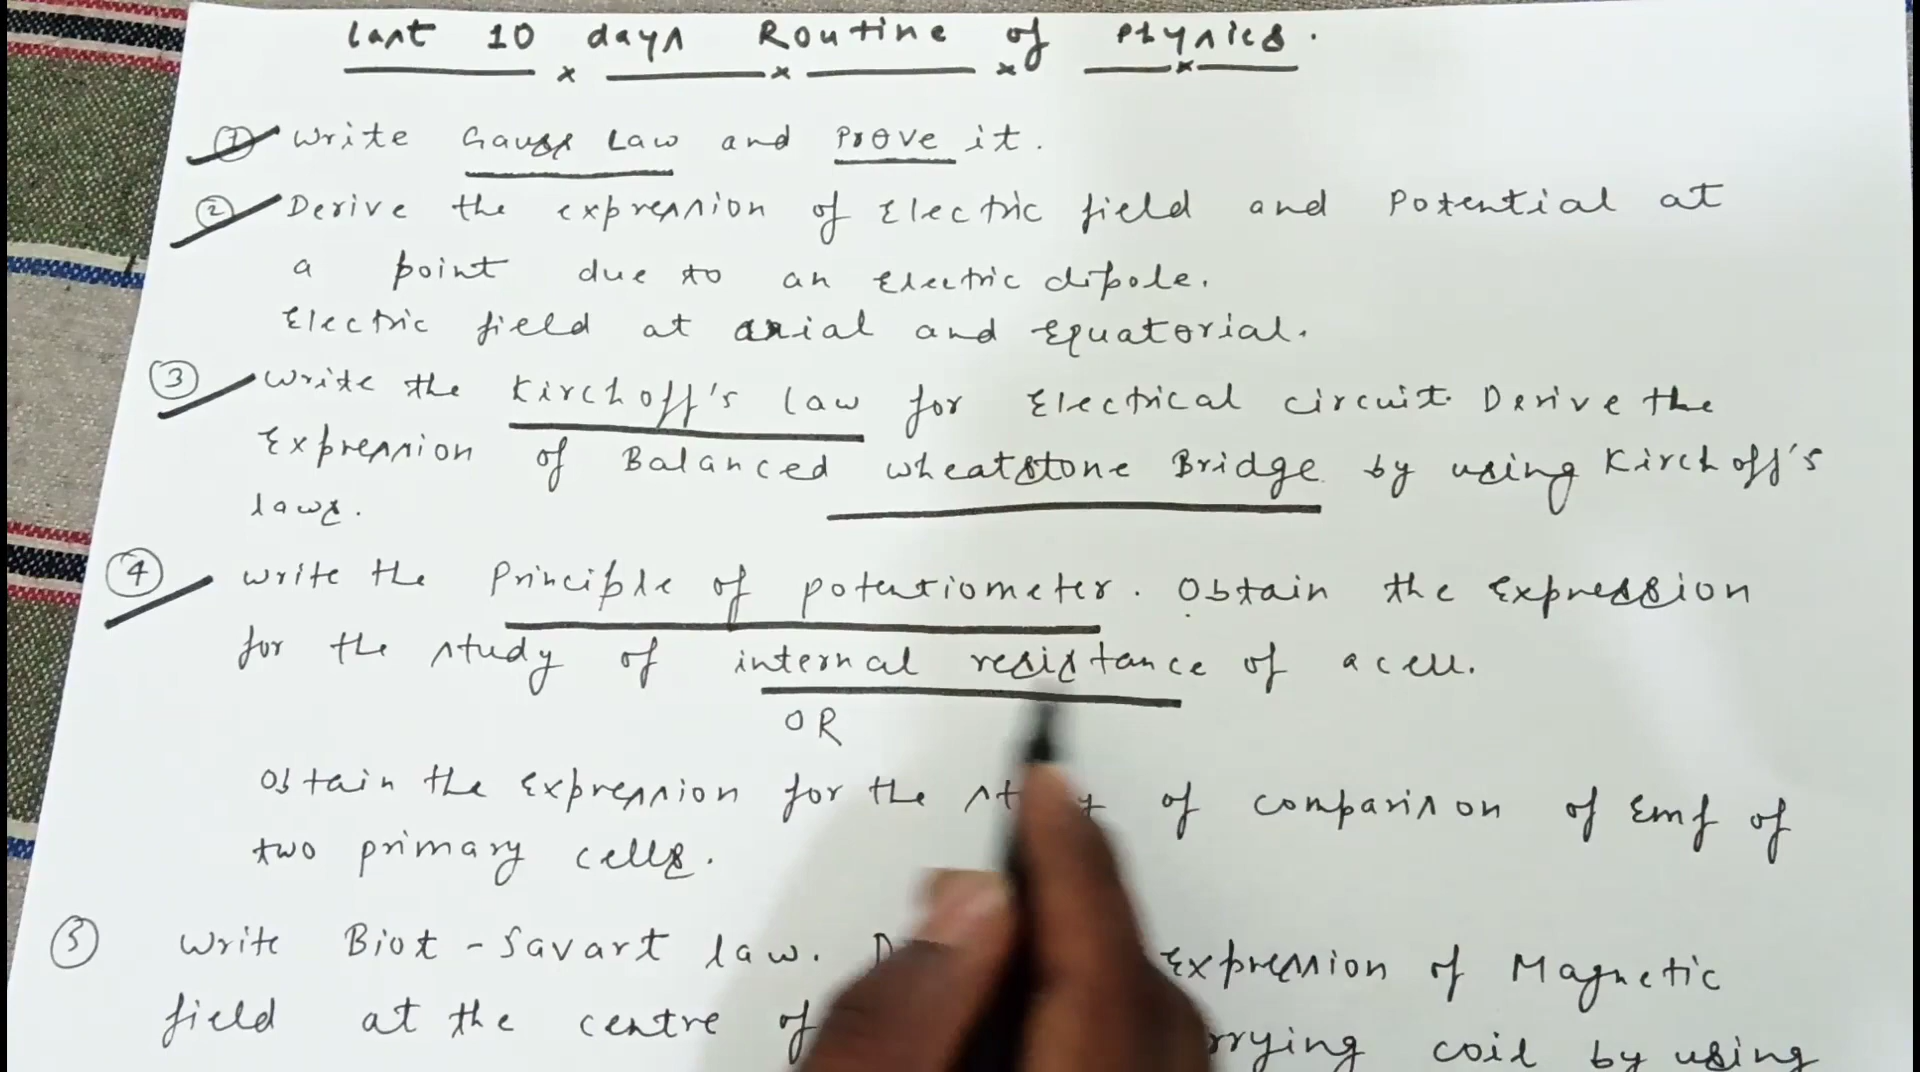 Last 10 days Routine of Physics.
① Write Gauss Law and Prove it.
② Derive the expression of Electric field and Potential at
a point due to an Electric dipole.
Electric field at axial and Equatorial.
③ Write the Kirchoff's law for Electrical circuit. Derive the
Expression of Balanced wheatstone Bridge by using Kirchoff's
laws.
④ Write the Principle of potentiometer. Obtain the Expression
for the study of internal resistance of a cell.
OR
Obtain the Expression for the of comparison of Emf of
two primary cells.
⑤ Write Biot-Savart law. Expression of Magnetic
field at the centre of coil by using